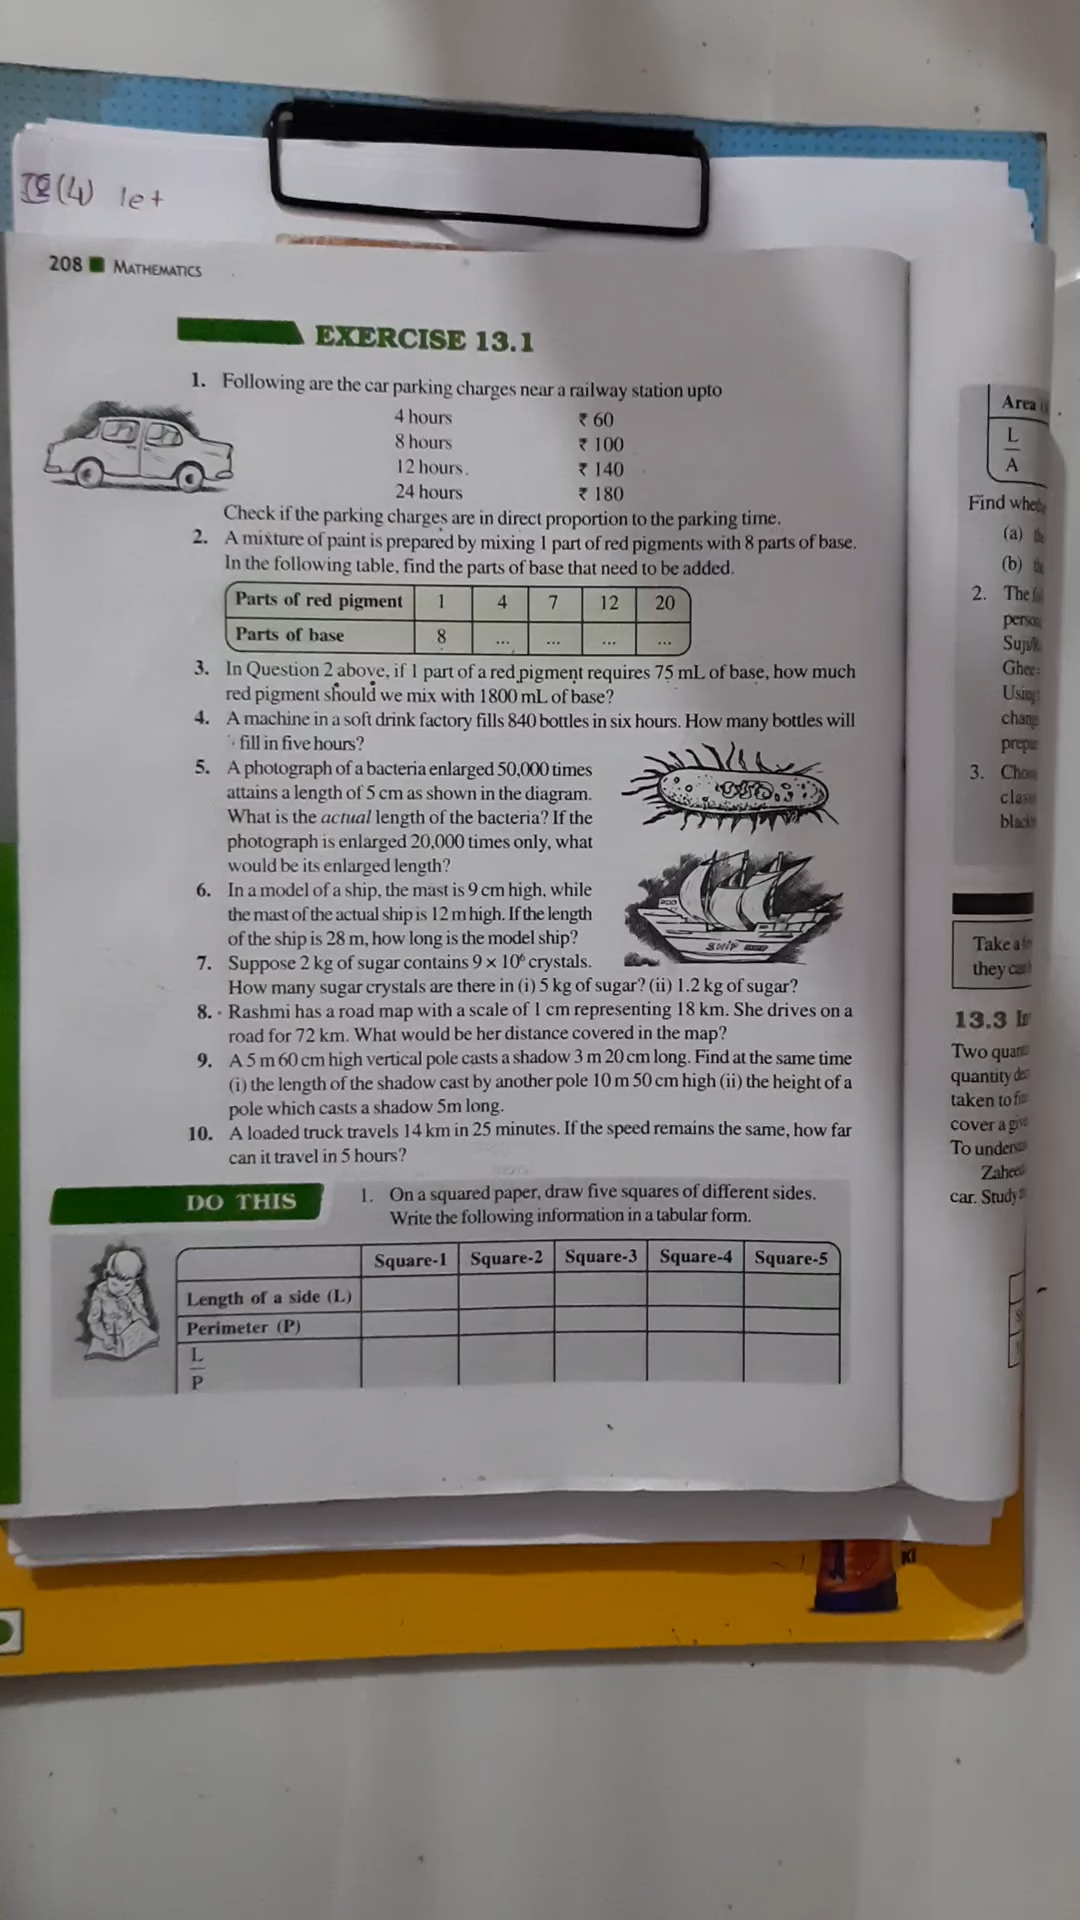 (4) let
208 MATHEMATICS
EXERCISE 13.1
1. Following are the car parking charges near a railway station upto
4 hours ₹ 60
8 hours ₹ 100
12 hours ₹ 140
24 hours ₹ 180
Check if the parking charges are in direct proportion to the parking time.
2. A mixture of paint is prepared by mixing 1 part of red pigments with 8 parts of base.
In the following table, find the parts of base that need to be added.
Parts of red pigment 1 4 7 12 20
Parts of base 8 ... ... ... ...
3. In Question 2 above, if 1 part of a red pigment requires 75 mL of base, how much
red pigment should we mix with 1800 mL of base?
4. A machine in a soft drink factory fills 840 bottles in six hours. How many bottles will
fill in five hours?
5. A photograph of a bacteria enlarged 50,000 times
attains a length of 5 cm as shown in the diagram.
What is the actual length of the bacteria? If the
photograph is enlarged 20,000 times only, what
would be its enlarged length?
6. In a model of a ship, the mast is 9 cm high, while
the mast of the actual ship is 12 m high. If the length
of the ship is 28 m, how long is the model ship?
SHIP
7. Suppose 2 kg of sugar contains 9 × 10⁶ crystals.
How many sugar crystals are there in (i) 5 kg of sugar? (ii) 1.2 kg of sugar?
8. Rashmi has a road map with a scale of 1 cm representing 18 km. She drives on a
road for 72 km. What would be her distance covered in the map?
9. A 5 m 60 cm high vertical pole casts a shadow 3 m 20 cm long. Find at the same time
(i) the length of the shadow cast by another pole 10 m 50 cm high (ii) the height of a
pole which casts a shadow 5m long.
10. A loaded truck travels 14 km in 25 minutes. If the speed remains the same, how far
can it travel in 5 hours?
DO THIS
1. On a squared paper, draw five squares of different sides.
Write the following information in a tabular form.
Square-1 Square-2 Square-3 Square-4 Square-5
Length of a side (L)
Perimeter (P)
L
P
Area
L
A
Find
(a)
(b)
2. The
Suji/
Ghee
Using
3.
Take a
they
13.3
Two
quantity
taken to
cover a
To
car. Study